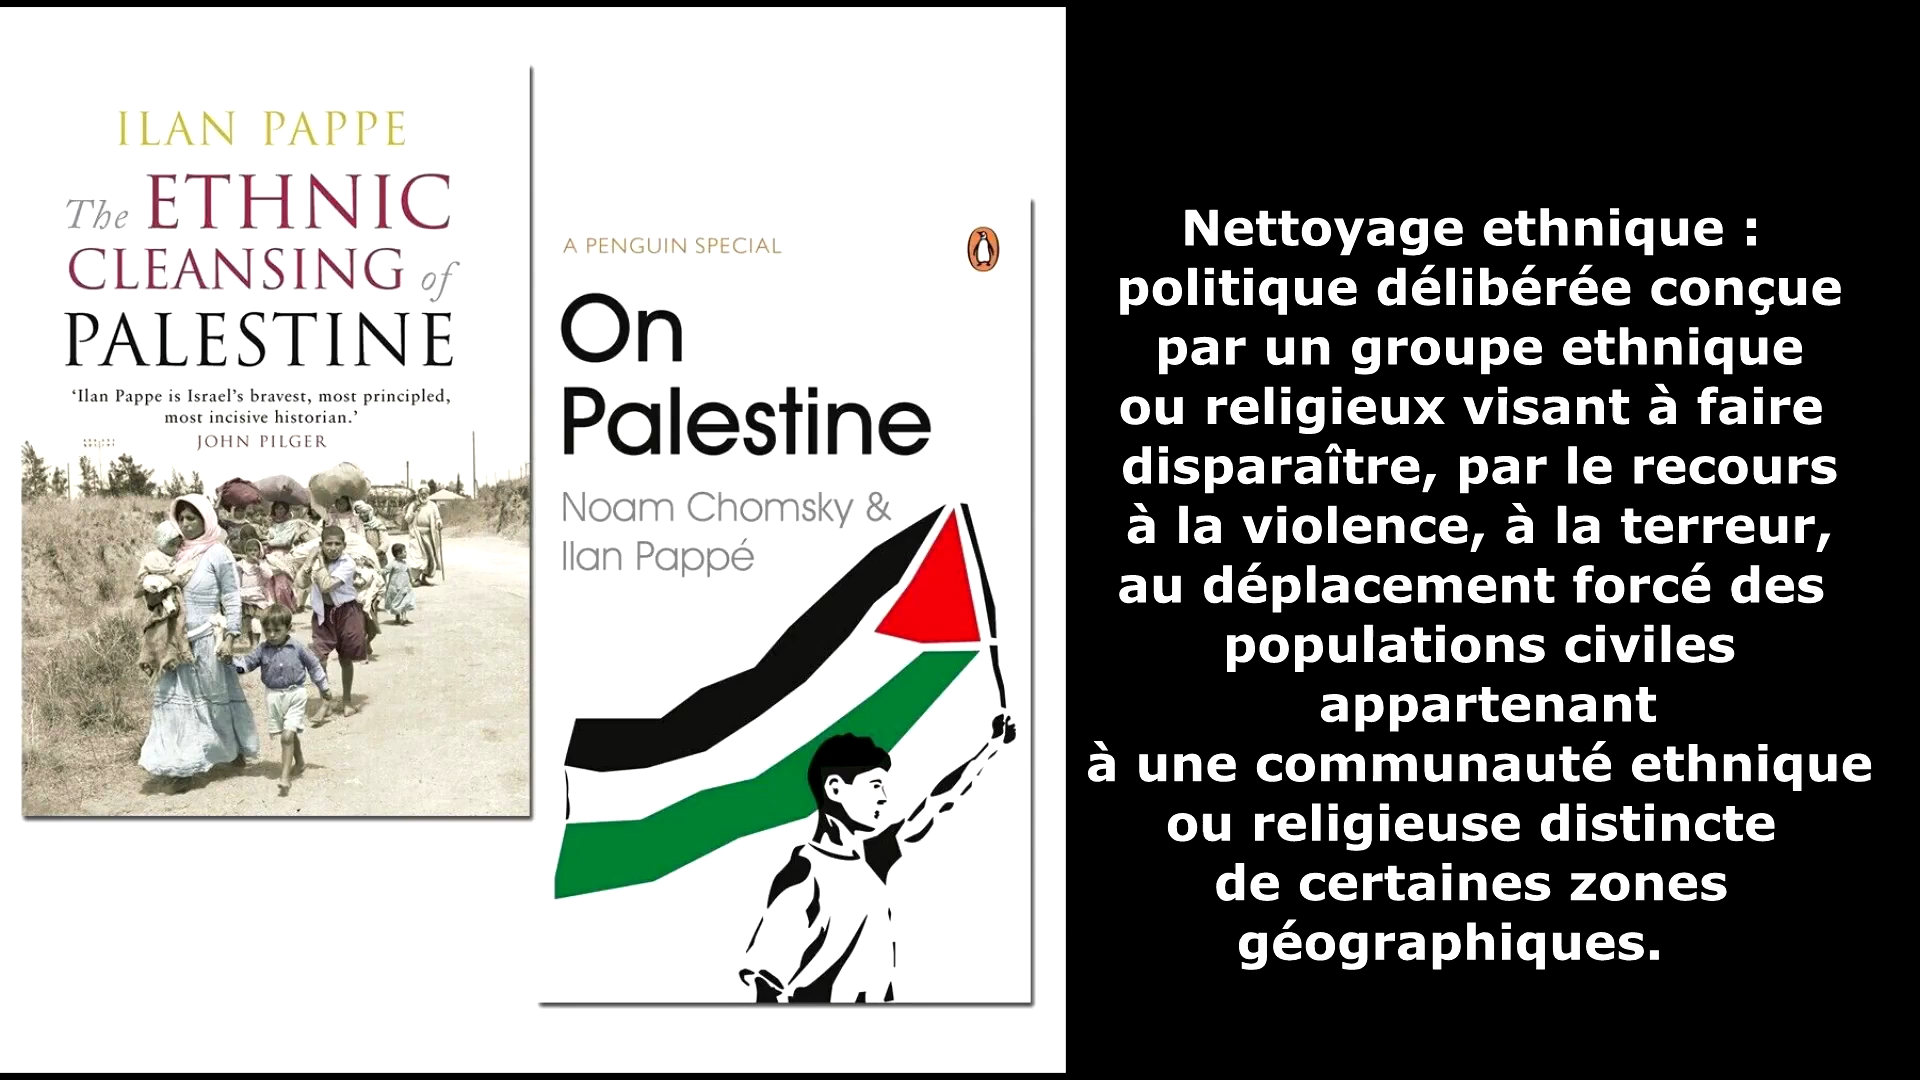 ILAN PAPPE
The ETHNIC
CLEANSING of
PALESTINE
‘Ilan Pappe is Israel’s bravest, most principled,
most incisive historian.’
JOHN PILGER
A PENGUIN SPECIAL
On
Palestine
Noam Chomsky &
Ilan Pappé
Nettoyage ethnique :
politique délibérée conçue
par un groupe ethnique
ou religieux visant à faire
disparaître, par le recours
à la violence, à la terreur,
au déplacement forcé des
populations civiles
appartenant
à une communauté ethnique
ou religieuse distincte
de certaines zones
géographiques.